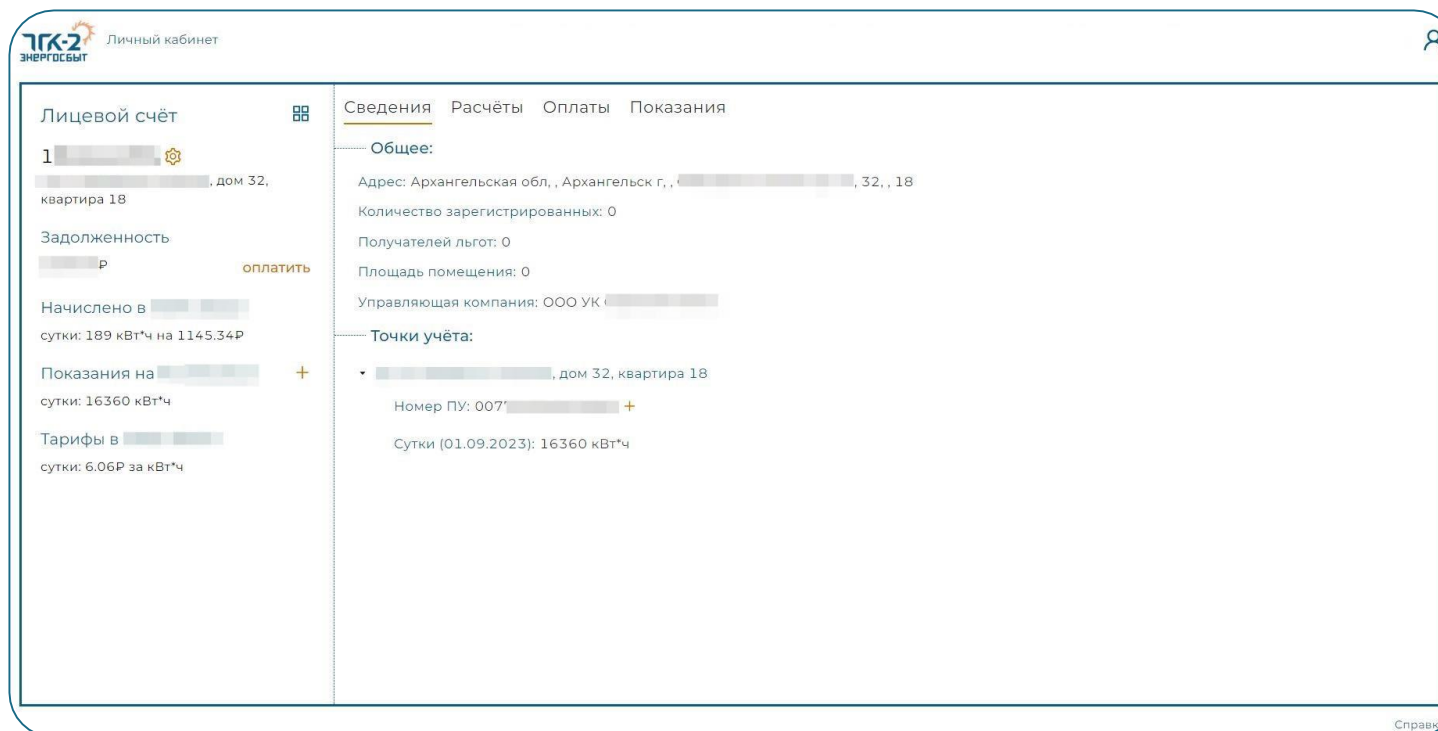 ТГК-2
ЭНЕРГОСБЫТ
Личный кабинет
Лицевой счёт
1
, дом 32,
квартира 18
Задолженность
₽
оплатить
Начислено в
сутки: 189 кВт*ч на 1145.34₽
Показания на
+
сутки: 16360 кВт*ч
Тарифы в
сутки: 6.06₽ за кВт*ч
Сведения Расчёты Оплаты Показания
Общее:
Адрес: Архангельская обл, , Архангельск г, , , 32, , 18
Количество зарегистрированных: 0
Получателей льгот: 0
Площадь помещения: 0
Управляющая компания: ООО УК
Точки учёта:
, дом 32, квартира 18
Номер ПУ: 007 +
Сутки (01.09.2023): 16360 кВт*ч
Справк